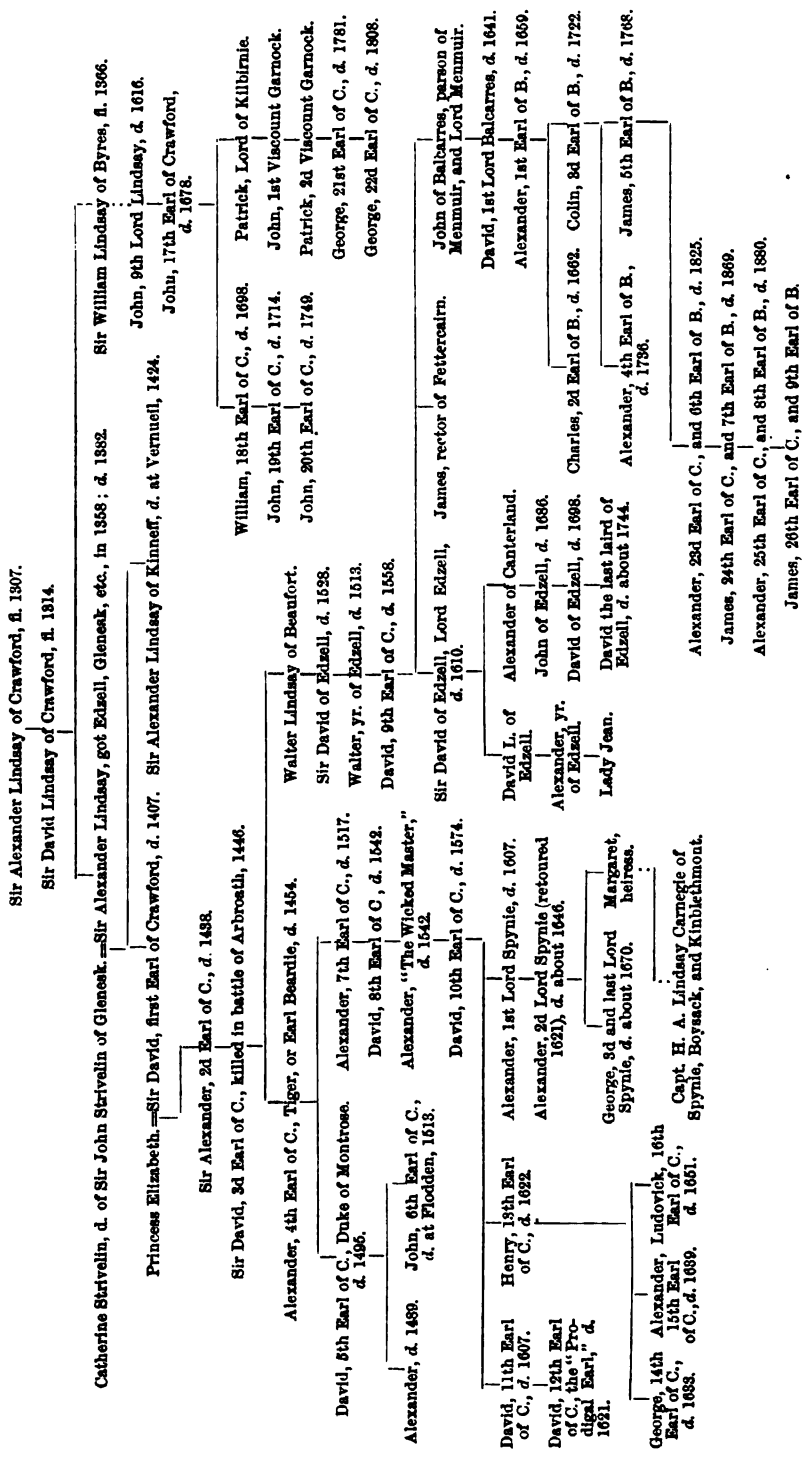 Sir Alexander Lindsay of Crawford, fl. 1307.
Sir David Lindsay of Crawford, fl. 1314.
Catherine Strivelin, d. of Sir John Strivelin of Glenesk.=Sir Alexander Lindsay, got Edzell, Glenesk, etc., in 1358; d. 1382.
Sir William Lindsay of Byres, fl. 1366.
Princess Elizabeth.=Sir David, first Earl of Crawford, d. 1407.
Sir Alexander Lindsay of Kinneff, d. at Vernueil, 1424.
John, 9th Lord Lindsay, d. 1616.
John, 17th Earl of Crawford,
d. 1678.
Sir Alexander, 2d Earl of C., d. 1438.
Sir David, 3d Earl of C., killed in battle of Arbroath, 1446.
William, 18th Earl of C., d. 1698.
John, 19th Earl of C., d. 1714.
John, 20th Earl of C., d. 1749.
Patrick, Lord of Kilbirnie.
John, 1st Viscount Garnock.
Patrick, 2d Viscount Garnock.
George, 21st Earl of C., d. 1781.
George, 22d Earl of C., d. 1808.
Alexander, 4th Earl of C., Tiger, or Earl Beardie, d. 1454.
Walter Lindsay of Beaufort.
Sir David of Edzell, d. 1528.
Walter, yr. of Edzell, d. 1513.
David, 9th Earl of C., d. 1558.
David, 5th Earl of C., Duke of Montrose.
d. 1495.
Alexander, 7th Earl of C., d. 1517.
David, 8th Earl of C , d. 1542.
Alexander, "The Wicked Master,"
d. 1542.
David, 10th Earl of C., d. 1574.
Alexander, d. 1489.
John, 6th Earl of C.,
d. at Flodden, 1513.
Sir David of Edzell, Lord Edzell,
d. 1610.
James, rector of Fettercairn.
John of Balcarres, parson of
Menmuir, and Lord Menmuir.
David, 1st Lord Balcarres, d. 1641.
Alexander, 1st Earl of B., d. 1659.
David, 11th Earl
of C., d. 1607.
David, 12th Earl
of C., the "Pro-
digal Earl," d.
1621.
Henry, 13th Earl
of C., d. 1622.
Alexander, 1st Lord Spynie, d. 1607.
Alexander, 2d Lord Spynie (retoured
1621), d. about 1646.
George, 3d and last Lord
Spynie, d. about 1670.
Margaret,
heiress.
Capt. H. A. Lindsay Carnegie of
Spynie, Boysack, and Kinblethmont.
David L. of
Edzell.
Alexander, yr.
of Edzell.
Lady Jean.
Alexander of Canterland.
John of Edzell, d. 1686.
David of Edzell, d. 1698.
David the last laird of
Edzell, d. about 1744.
Charles, 2d Earl of B., d. 1662.
Colin, 3d Earl of B., d. 1722.
Alexander, 4th Earl of B.,
d. 1736.
James, 5th Earl of B., d. 1768.
George, 14th
Earl of C.,
d. 1633.
Alexander,
15th Earl
of C., d. 1639.
Ludovick, 16th
Earl of C.,
d. 1651.
Alexander, 23d Earl of C., and 6th Earl of B., d. 1825.
James, 24th Earl of C., and 7th Earl of B., d. 1869.
Alexander, 25th Earl of C., and 8th Earl of B., d. 1880.
James, 26th Earl of C., and 9th Earl of B.